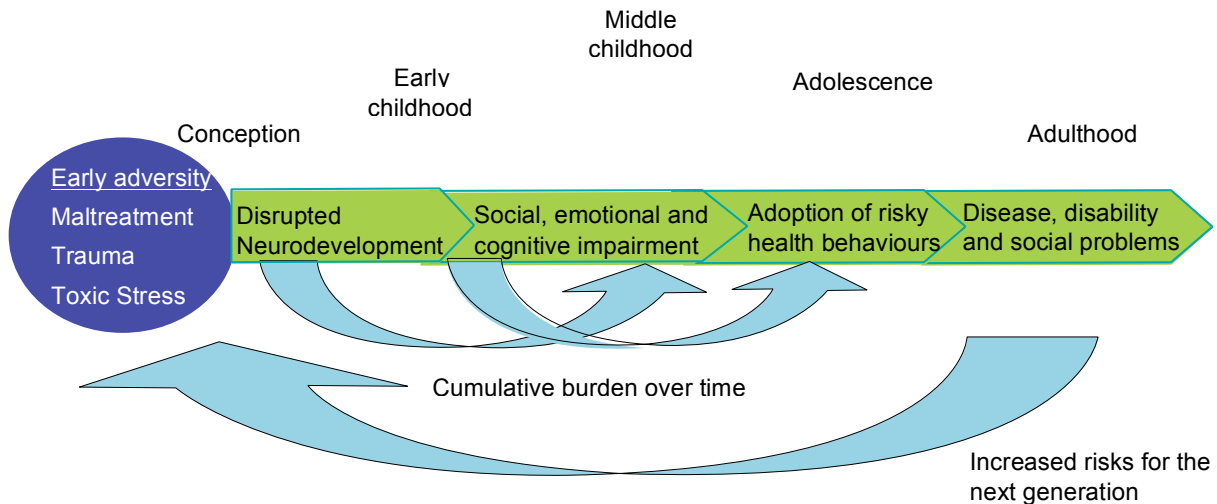 Middle
childhood
Early
childhood
Adolescence
Conception
Adulthood
Early adversity
Maltreatment
Trauma
Toxic Stress
Disrupted
Neurodevelopment
Social, emotional and
cognitive impairment
Adoption of risky
health behaviours
Disease, disability
and social problems
Cumulative burden over time
Increased risks for the
next generation